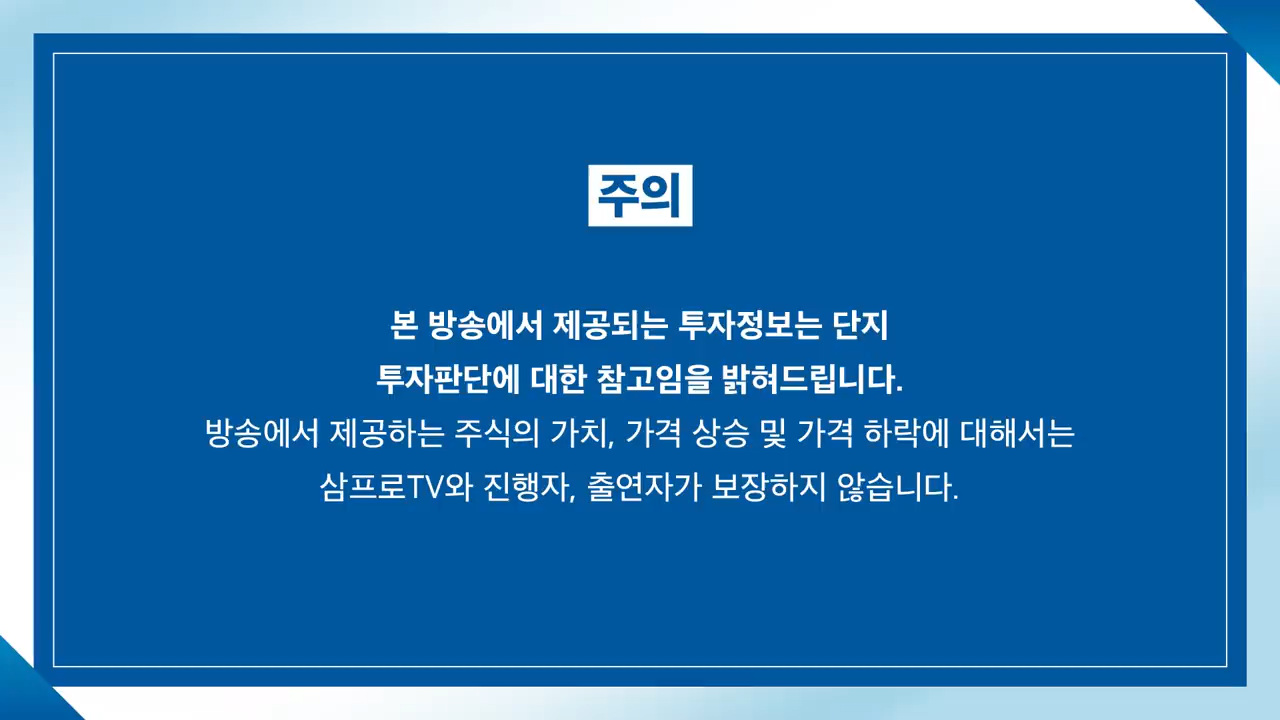 주의
본 방송에서 제공되는 투자정보는 단지
투자판단에 대한 참고임을 밝혀드립니다.
방송에서 제공하는 주식의 가치, 가격 상승 및 가격 하락에 대해서는
삼프로TV와 진행자, 출연자가 보장하지 않습니다.